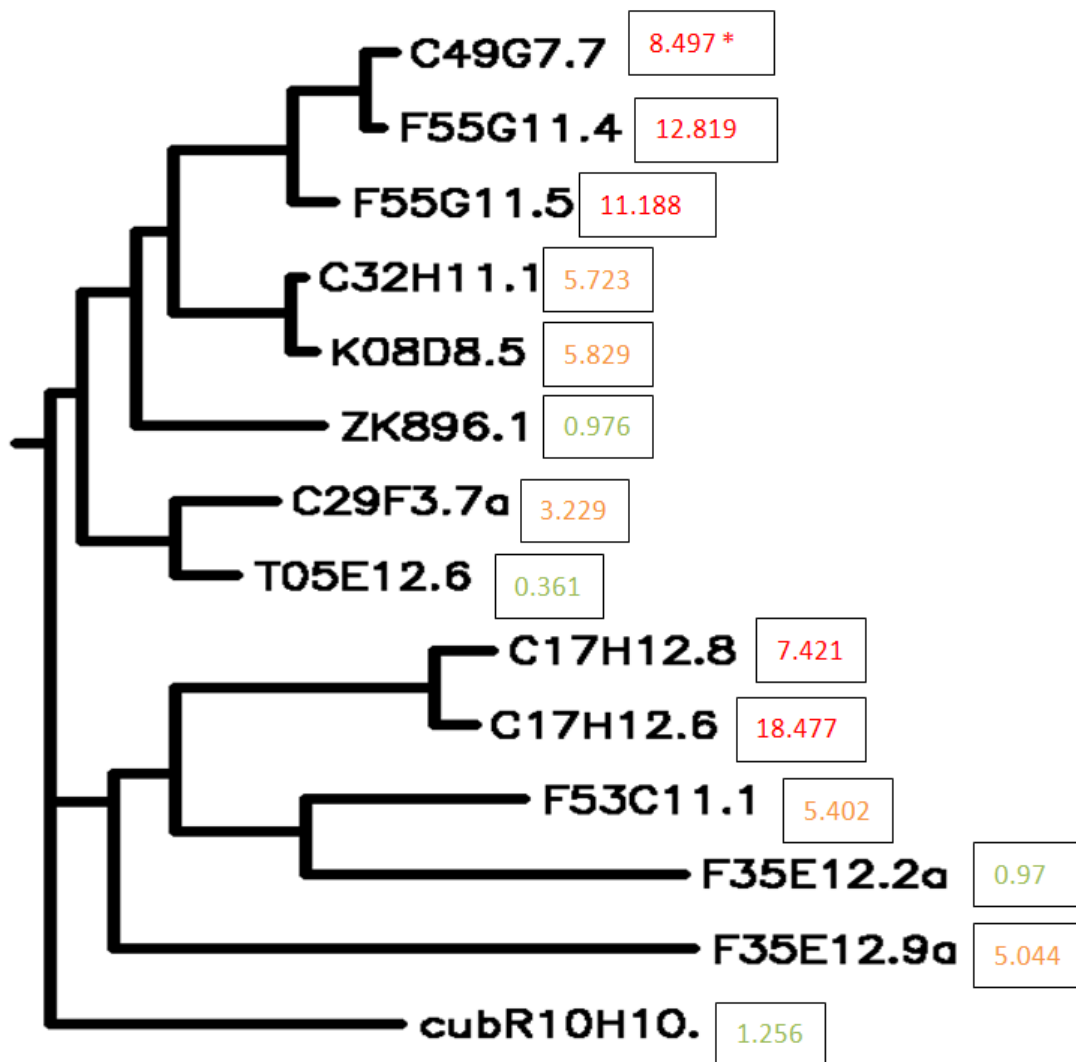 C49G7.7 8.497 *
F55G11.4 12.819
F55G11.5 11.188
C32H11.1 5.723
K08D8.5 5.829
ZK896.1 0.976
C29F3.7a 3.229
T05E12.6 0.361
C17H12.8 7.421
C17H12.6 18.477
F53C11.1 5.402
F35E12.2a 0.97
F35E12.9a 5.044
cubR10H10. 1.256